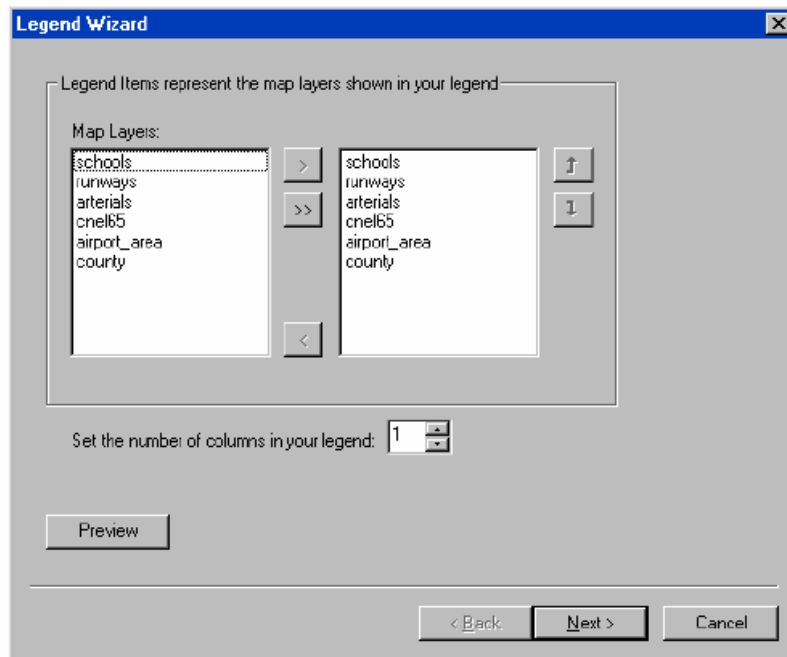 Legend Wizard
Legend Items represent the map layers shown in your legend
Map Layers:
schools
runways
arterials
cnel65
airport_area
county
>
>>
<
schools
runways
arterials
cnel65
airport_area
county
Set the number of columns in your legend: 1
Preview
< Back
Next >
Cancel